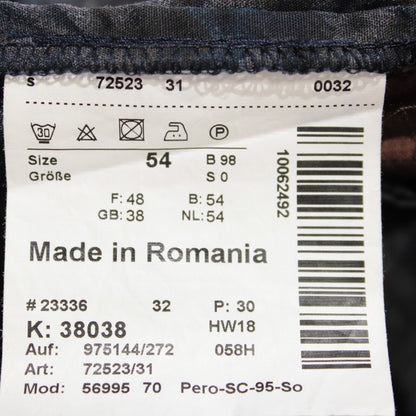 S 72523 31 0032
30 P
Size 54 B 98
Größe S 0
F: 48 B: 54
GB: 38 NL: 54
Made in Romania
# 23336 32 P: 30
K: 38038 HW18
Auf: 975144/272 058H
Art: 72523/31
Mod: 56995 70 Pero-SC-95-So
10062492